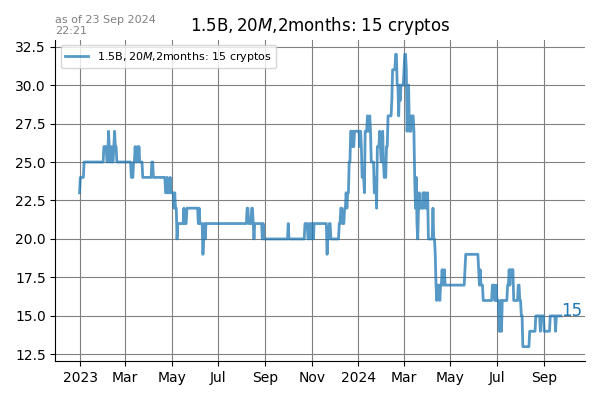 as of 23 Sep 2024
22:21
1.5B, 20M,2months: 15 cryptos
1.5B, 20M,2months: 15 cryptos
32.5
30.0
27.5
25.0
22.5
20.0
17.5
15.0
12.5
15
2023 Mar May Jul Sep Nov 2024 Mar May Jul Sep